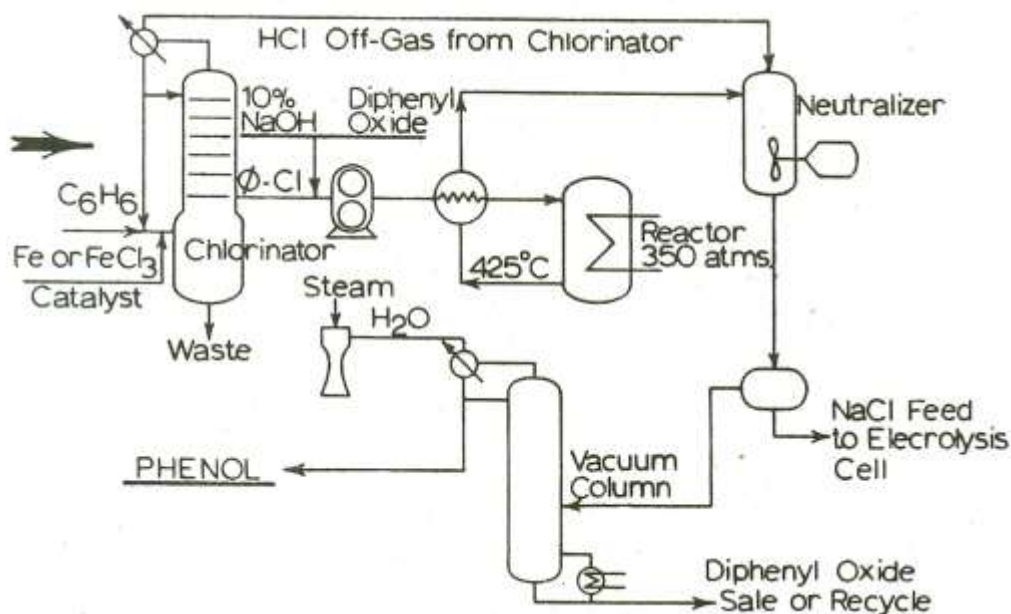 HCl Off-Gas from Chlorinator
10%
NaOH
Diphenyl
Oxide
Neutralizer
C6H6
Ø-Cl
Chlorinator
Fe or FeCl3
Catalyst
Waste
425°C
Reactor
350 atms.
Steam
H2O
NaCl Feed
to Elecrolysis
Cell
PHENOL
Vacuum
Column
Diphenyl Oxide
Sale or Recycle